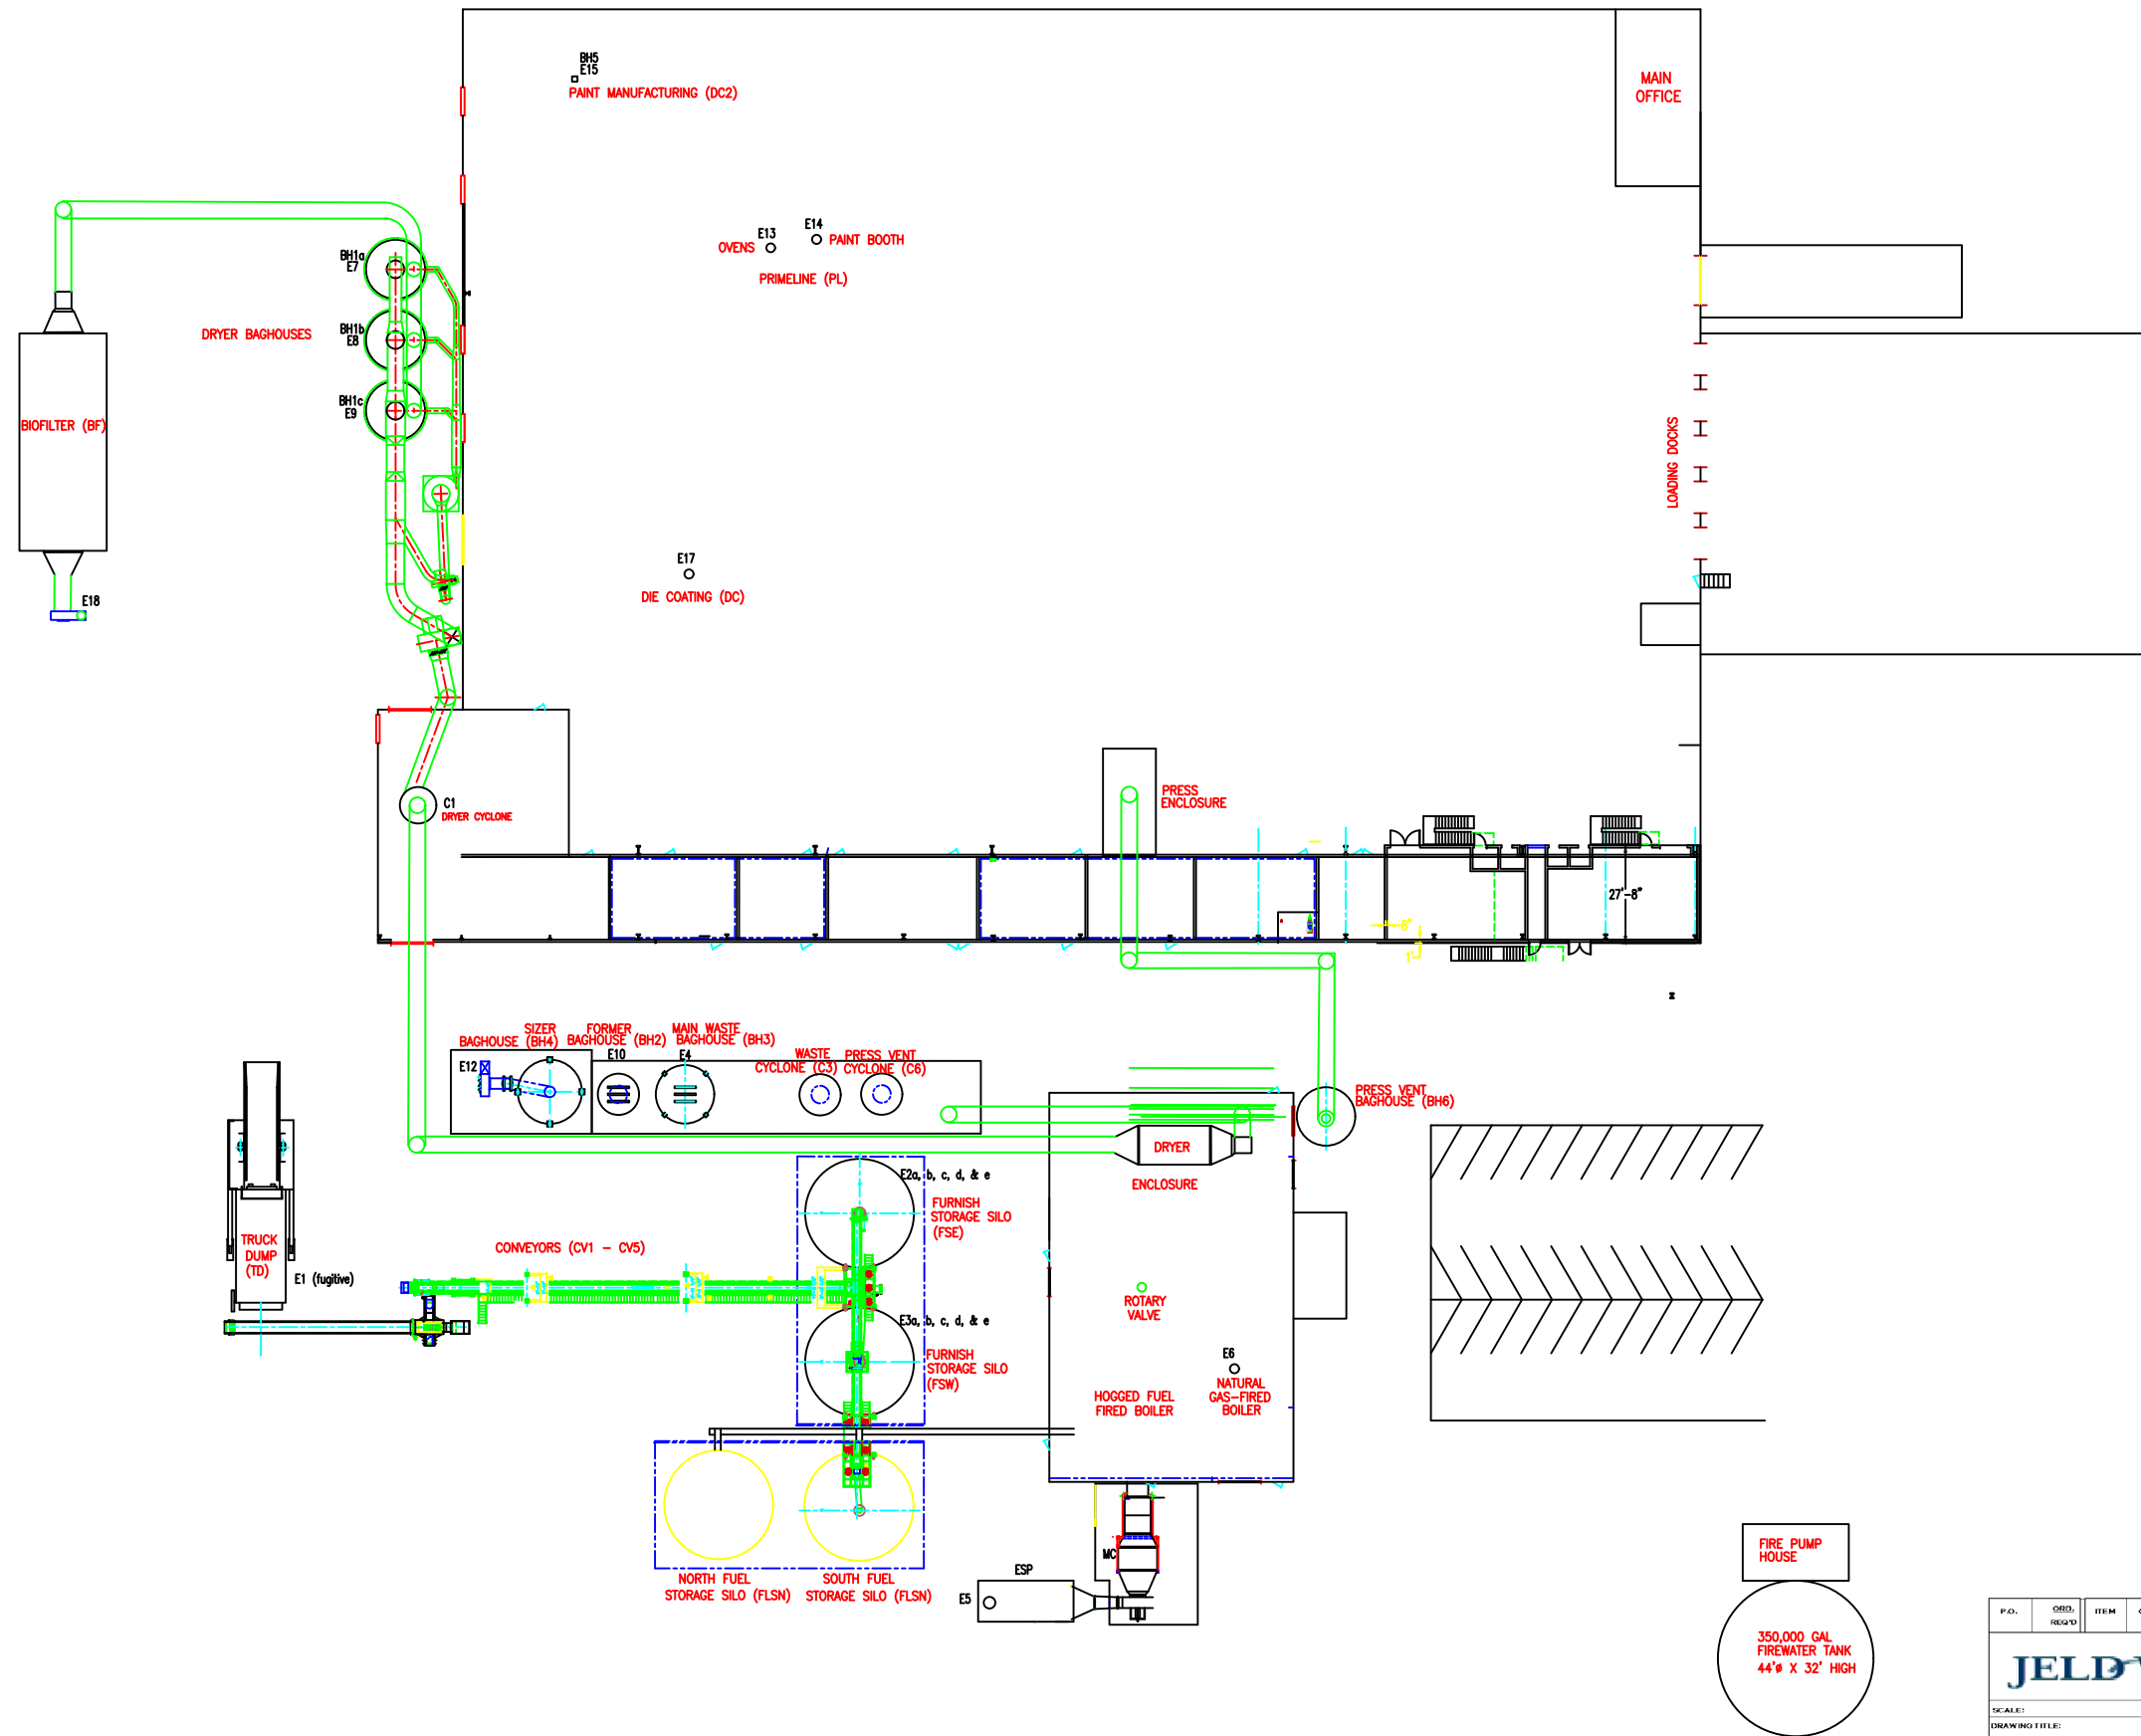 BH5
E15
PAINT MANUFACTURING (DC2)
MAIN
OFFICE
E13
OVENS
E14
PAINT BOOTH
PRIMELINE (PL)
BH1a
E7
BH1b
E8
BH1c
E9
DRYER BAGHOUSES
BIOFILTER (BF)
E18
LOADING DOCKS
E17
DIE COATING (DC)
C1
DRYER CYCLONE
PRESS
ENCLOSURE
27'-8"
6"
1'
SIZER
BAGHOUSE (BH4)
E12
FORMER
BAGHOUSE (BH2)
E10
MAIN WASTE
BAGHOUSE (BH3)
E4
WASTE
CYCLONE (C3)
PRESS VENT
CYCLONE (C6)
PRESS VENT
BAGHOUSE (BH6)
DRYER
ENCLOSURE
E2a, b, c, d, & e
FURNISH
STORAGE SILO
(FSE)
TRUCK
DUMP
(TD)
E1 (fugitive)
CONVEYORS (CV1 - CV5)
E3a, b, c, d, & e
FURNISH
STORAGE SILO
(FSW)
ROTARY
VALVE
E6
NATURAL
GAS-FIRED
BOILER
HOGGED FUEL
FIRED BOILER
NORTH FUEL
STORAGE SILO (FLSN)
SOUTH FUEL
STORAGE SILO (FLSN)
MC
ESP
E5
FIRE PUMP
HOUSE
350,000 GAL
FIREWATER TANK
44'ø X 32' HIGH
P.O.
ORD.
REQ'D
ITEM
JELD
SCALE:
DRAWING TITLE: